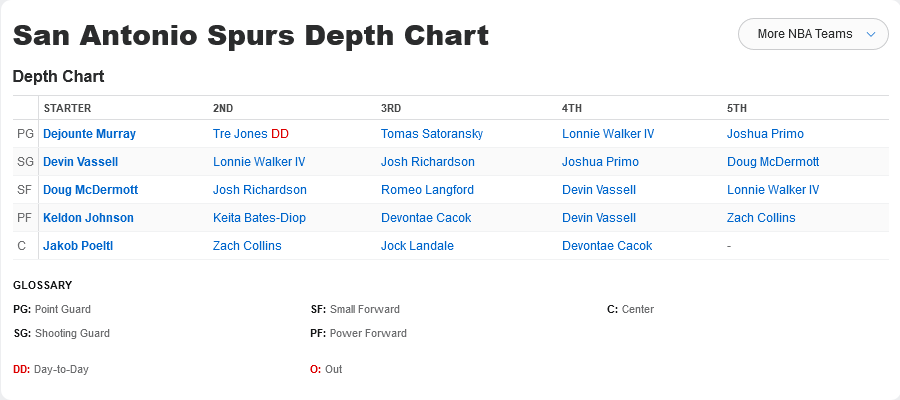 San Antonio Spurs Depth Chart
More NBA Teams
Depth Chart
STARTER 2ND 3RD 4TH 5TH
PG Dejounte Murray Tre Jones DD Tomas Satoransky Lonnie Walker IV Joshua Primo
SG Devin Vassell Lonnie Walker IV Josh Richardson Joshua Primo Doug McDermott
SF Doug McDermott Josh Richardson Romeo Langford Devin Vassell Lonnie Walker IV
PF Keldon Johnson Keita Bates-Diop Devontae Cacok Devin Vassell Zach Collins
C Jakob Poeltl Zach Collins Jock Landale Devontae Cacok -
GLOSSARY
PG: Point Guard SF: Small Forward C: Center
SG: Shooting Guard PF: Power Forward
DD: Day-to-Day O: Out